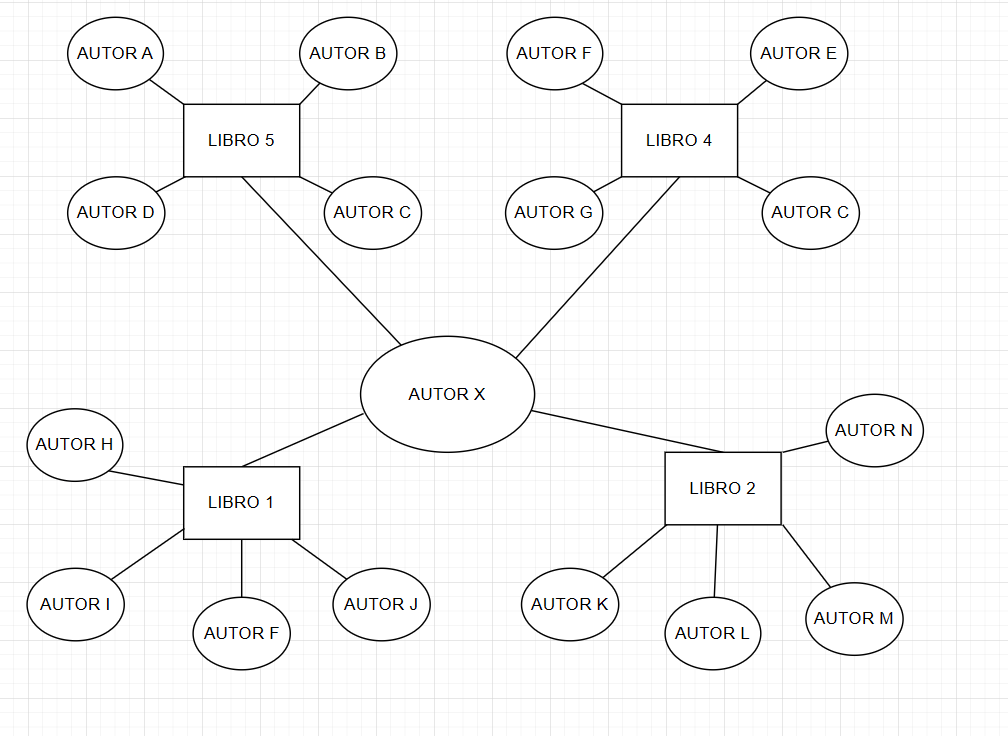 AUTOR A
AUTOR B
AUTOR F
AUTOR E
LIBRO 5
LIBRO 4
AUTOR D
AUTOR C
AUTOR G
AUTOR C
AUTOR X
AUTOR H
AUTOR N
LIBRO 1
LIBRO 2
AUTOR I
AUTOR F
AUTOR J
AUTOR K
AUTOR L
AUTOR M